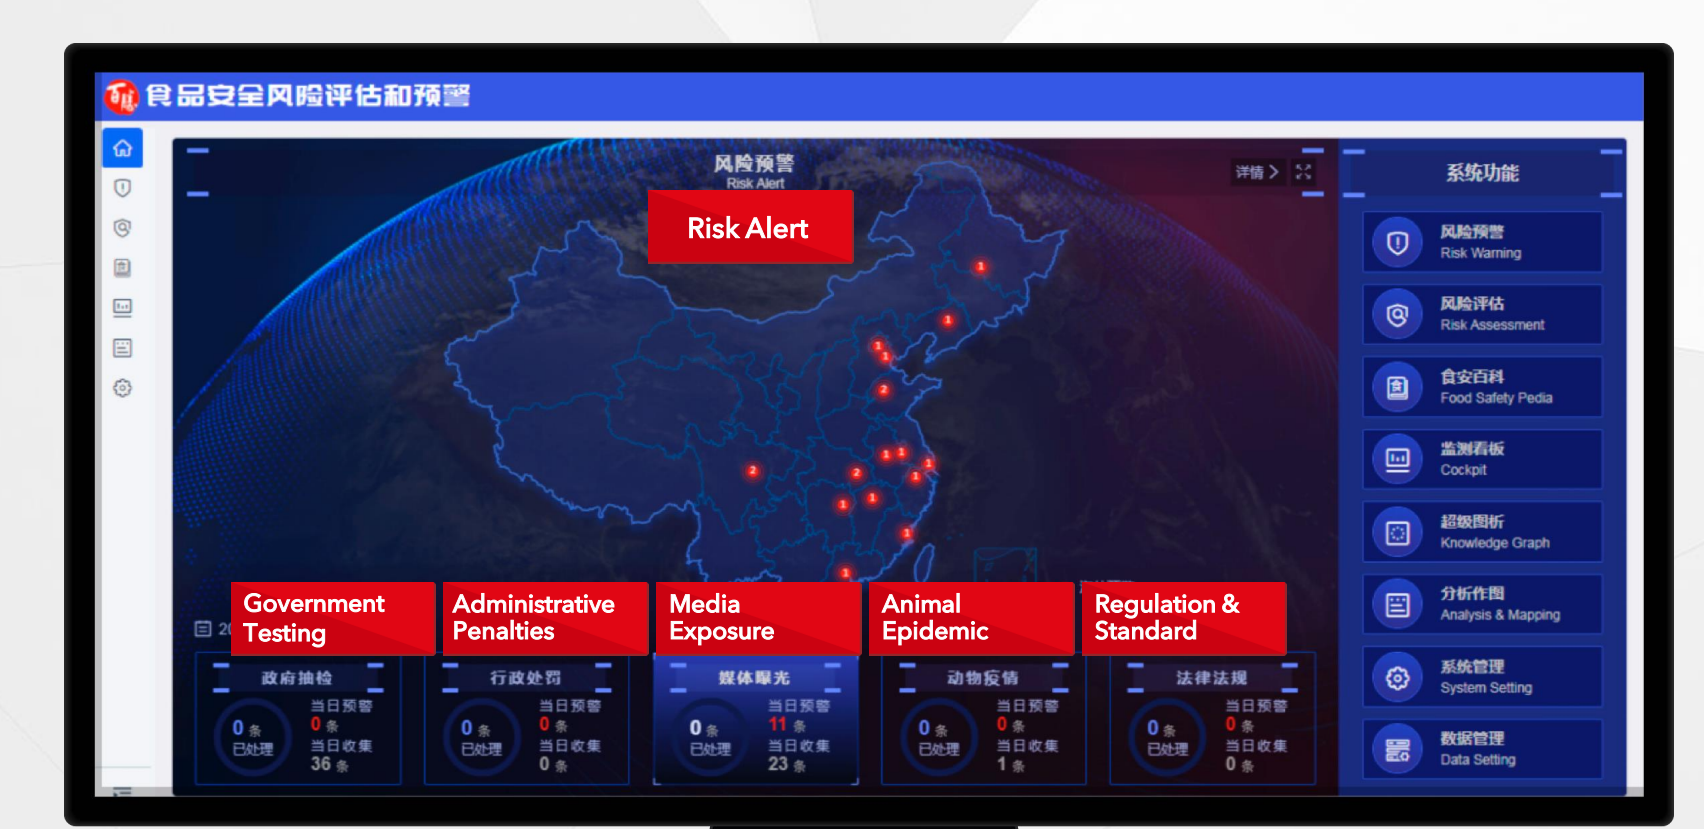 百胜
食品安全风险评估和预警
风险预警
Risk Alert
详情
Risk Alert
1
1
1
1
2
1
1
1
1
2
2
1
1
1
1
Government
Testing
Administrative
Penalties
Media
Exposure
Animal
Epidemic
Regulation &
Standard
政府抽检
0 条
已处理
当日预警
0 条
当日收集
36 条
行政处罚
0 条
已处理
当日预警
0 条
当日收集
0 条
媒体曝光
0 条
已处理
当日预警
11 条
当日收集
23 条
动物疫情
0 条
已处理
当日预警
0 条
当日收集
1 条
法律法规
0 条
已处理
当日预警
0 条
当日收集
0 条
系统功能
风险预警
Risk Warning
风险评估
Risk Assessment
食安百科
Food Safety Pedia
监测看板
Cockpit
超级图析
Knowledge Graph
分析作图
Analysis & Mapping
系统管理
System Setting
数据管理
Data Setting